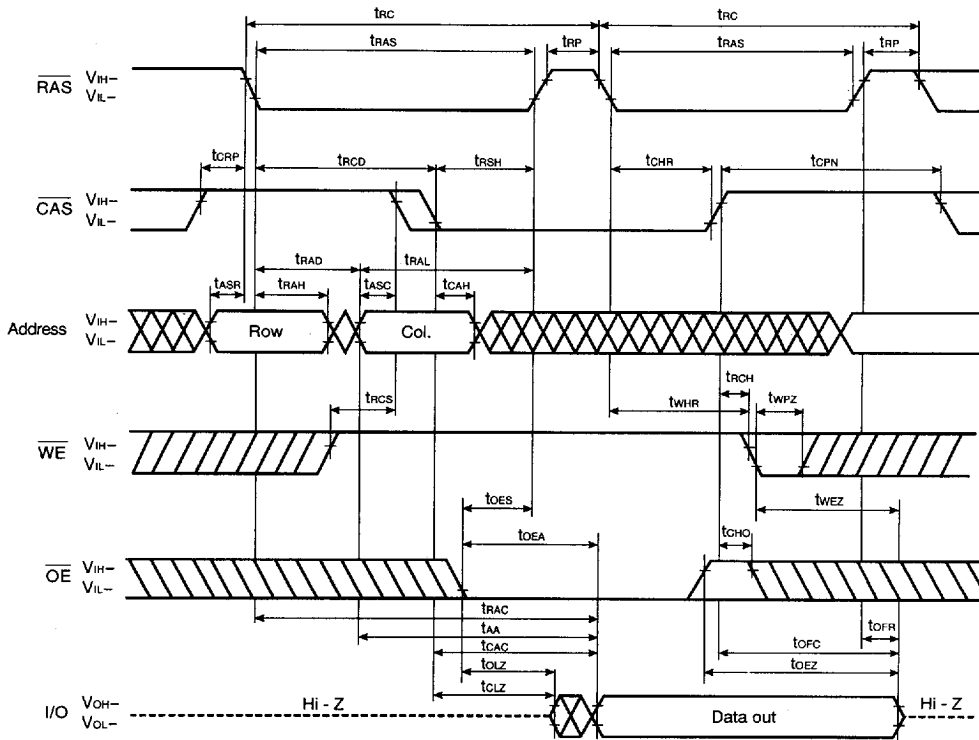 tRC tRC
tRAS tRP tRAS tRP
RAS VIH–
VIL–
tCRP tRCD tRSH tCHR tCPN
CAS VIH–
VIL–
tRAD tRAL
tASR tRAH tASC tCAH
Address VIH–
VIL–
Row Col.
tRCH
tRCS tWHR tWPZ
WE VIH–
VIL–
tOES tWEZ
tOEA tCHO
OE VIH–
VIL–
tRAC
tAA tOFR
tCAC tOFC
tOLZ tOEZ
tCLZ
I/O VOH–
VOL–
Hi - Z Data out Hi - Z